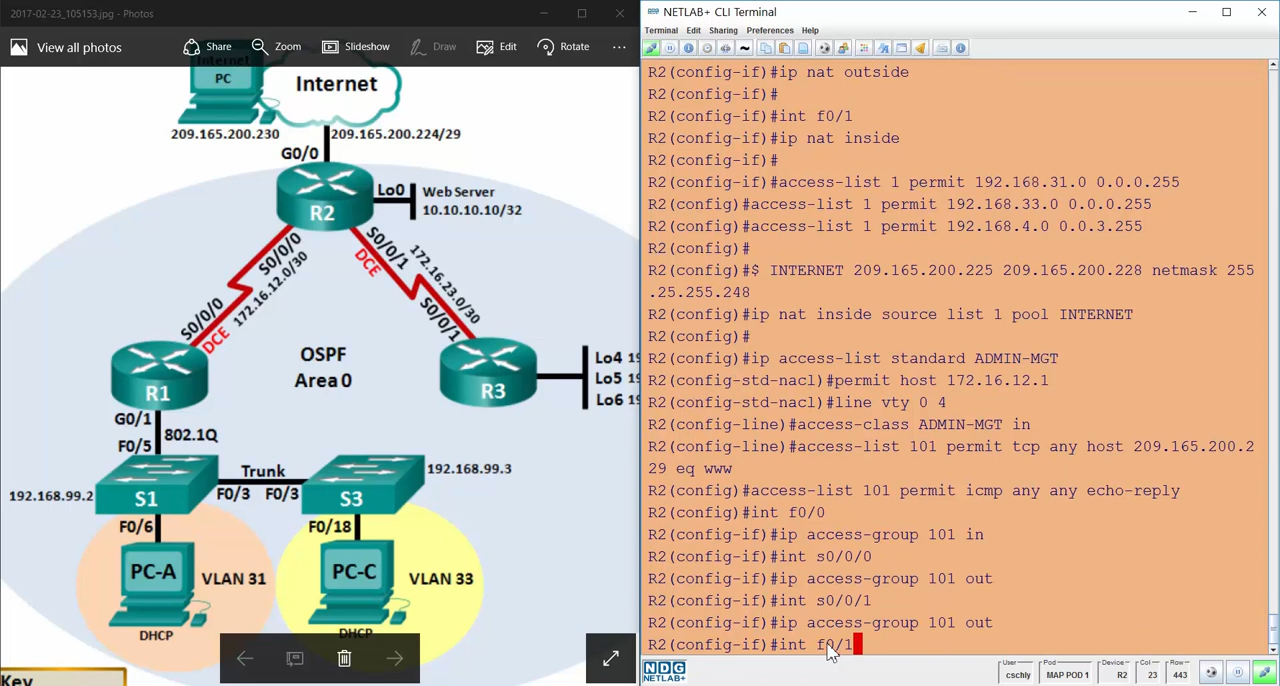 2017-02-23_105153.jpg - Photos
View all photos
Share
Zoom
Slideshow
Draw
Edit
Rotate
Internet
PC
Internet
209.165.200.230
209.165.200.224/29
G0/0
R2
Lo0
Web Server
10.10.10.10/32
S0/0/0
S0/0/1
DCE
172.16.12.0/30
172.16.23.0/30
S0/0/0
DCE
S0/0/1
OSPF
Area 0
R1
R3
Lo4 19
Lo5 19
Lo6 19
G0/1
F0/5
802.1Q
Trunk
192.168.99.3
192.168.99.2
S1
F0/3
F0/3
S3
F0/6
F0/18
PC-A
VLAN 31
PC-C
VLAN 33
DHCP
DHCP
Key
NETLAB+ CLI Terminal
Terminal Edit Sharing Preferences Help
R2(config-if)#ip nat outside
R2(config-if)#
R2(config-if)#int f0/1
R2(config-if)#ip nat inside
R2(config-if)#
R2(config-if)#access-list 1 permit 192.168.31.0 0.0.0.255
R2(config)#access-list 1 permit 192.168.33.0 0.0.0.255
R2(config)#access-list 1 permit 192.168.4.0 0.0.3.255
R2(config)#
R2(config)#$ INTERNET 209.165.200.225 209.165.200.228 netmask 255
.25.255.248
R2(config)#ip nat inside source list 1 pool INTERNET
R2(config)#
R2(config)#ip access-list standard ADMIN-MGT
R2(config-std-nacl)#permit host 172.16.12.1
R2(config-std-nacl)#line vty 0 4
R2(config-line)#access-class ADMIN-MGT in
R2(config-line)#access-list 101 permit tcp any host 209.165.200.2
29 eq www
R2(config)#access-list 101 permit icmp any any echo-reply
R2(config)#int f0/0
R2(config-if)#ip access-group 101 in
R2(config-if)#int s0/0/0
R2(config-if)#ip access-group 101 out
R2(config-if)#int s0/0/1
R2(config-if)#ip access-group 101 out
R2(config-if)#int f0/1
NDG
NETLAB+
User
cschly
Pod
MAP POD 1
Device
R2
Col
23
Row
443